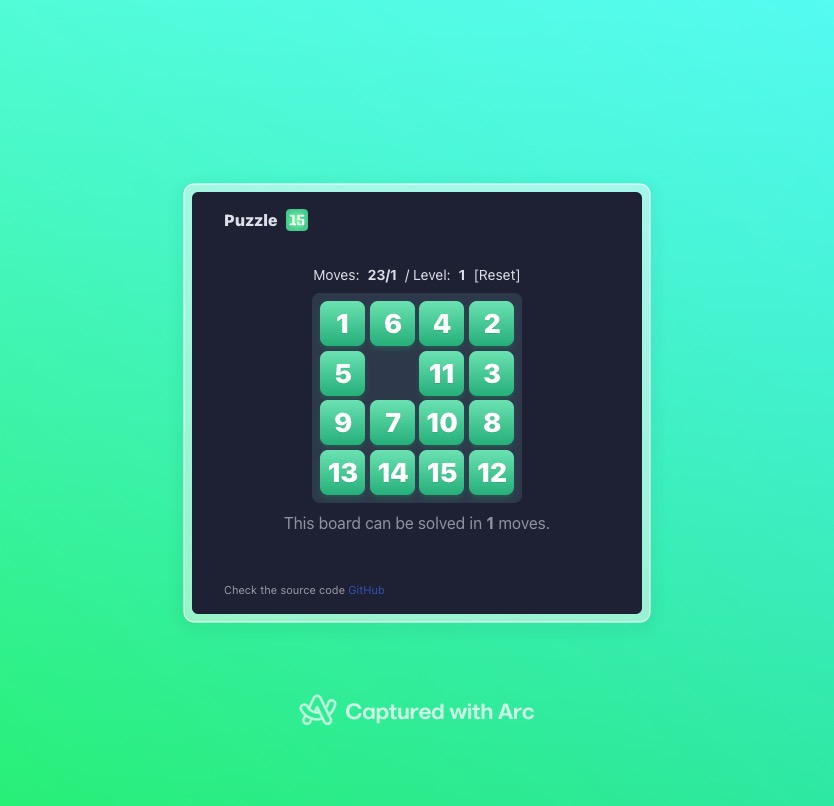 Puzzle 15
Moves: 23/1 / Level: 1 [Reset]
1 6 4 2
5 11 3
9 7 10 8
13 14 15 12
This board can be solved in 1 moves.
Check the source code GitHub
Captured with Arc